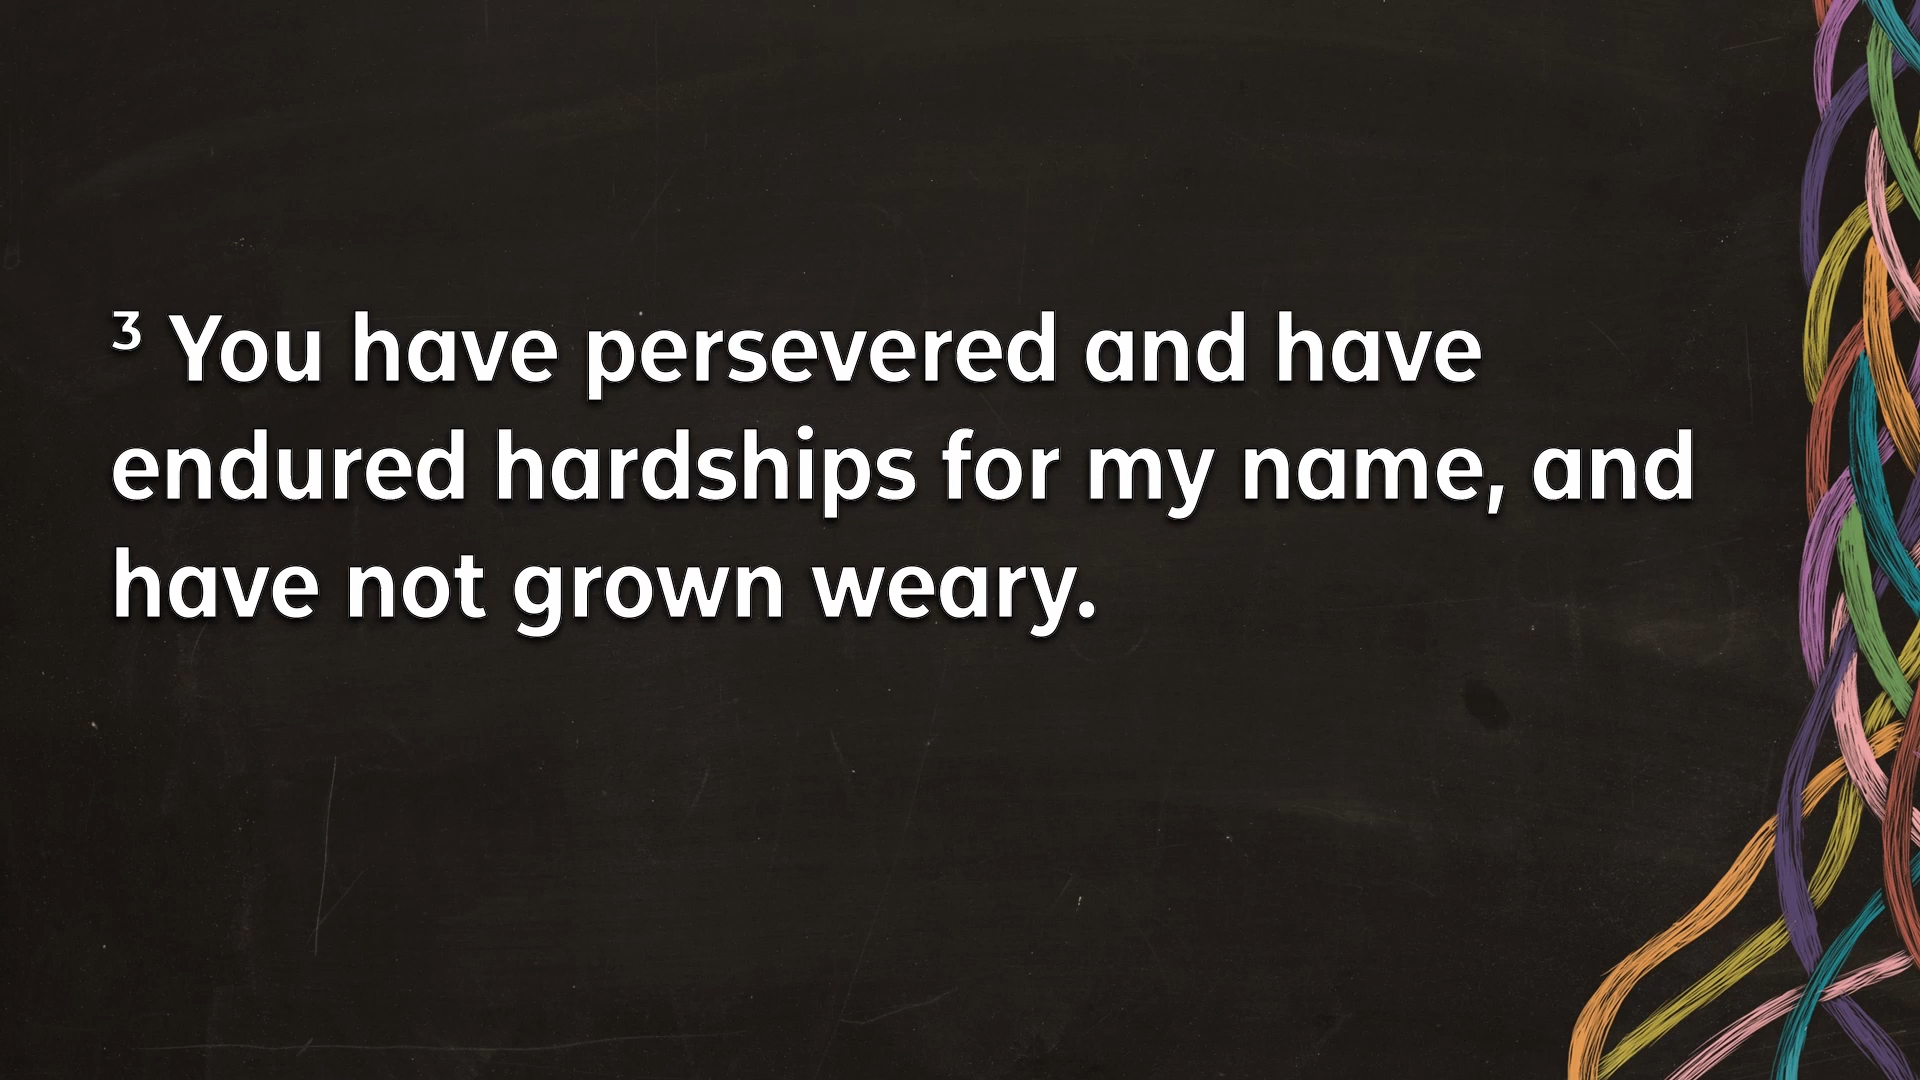 ³ You have persevered and have
endured hardships for my name, and
have not grown weary.